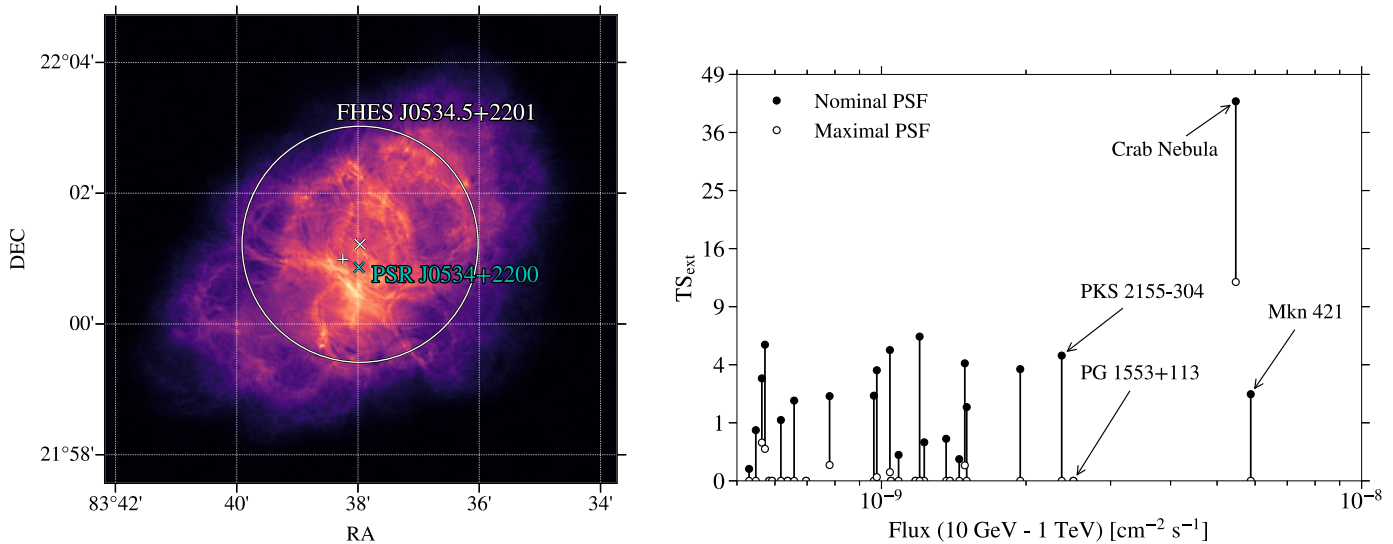 22°04'
02'
00'
21°58'
DEC
FHES J0534.5+2201
PSR J0534+2200
83°42'
40'
38'
36'
34'
RA
49
36
25
16
9
4
1
0
TS_ext
Nominal PSF
Maximal PSF
Crab Nebula
PKS 2155-304
Mkn 421
PG 1553+113
10⁻⁹
10⁻⁸
Flux (10 GeV - 1 TeV) [cm⁻² s⁻¹]